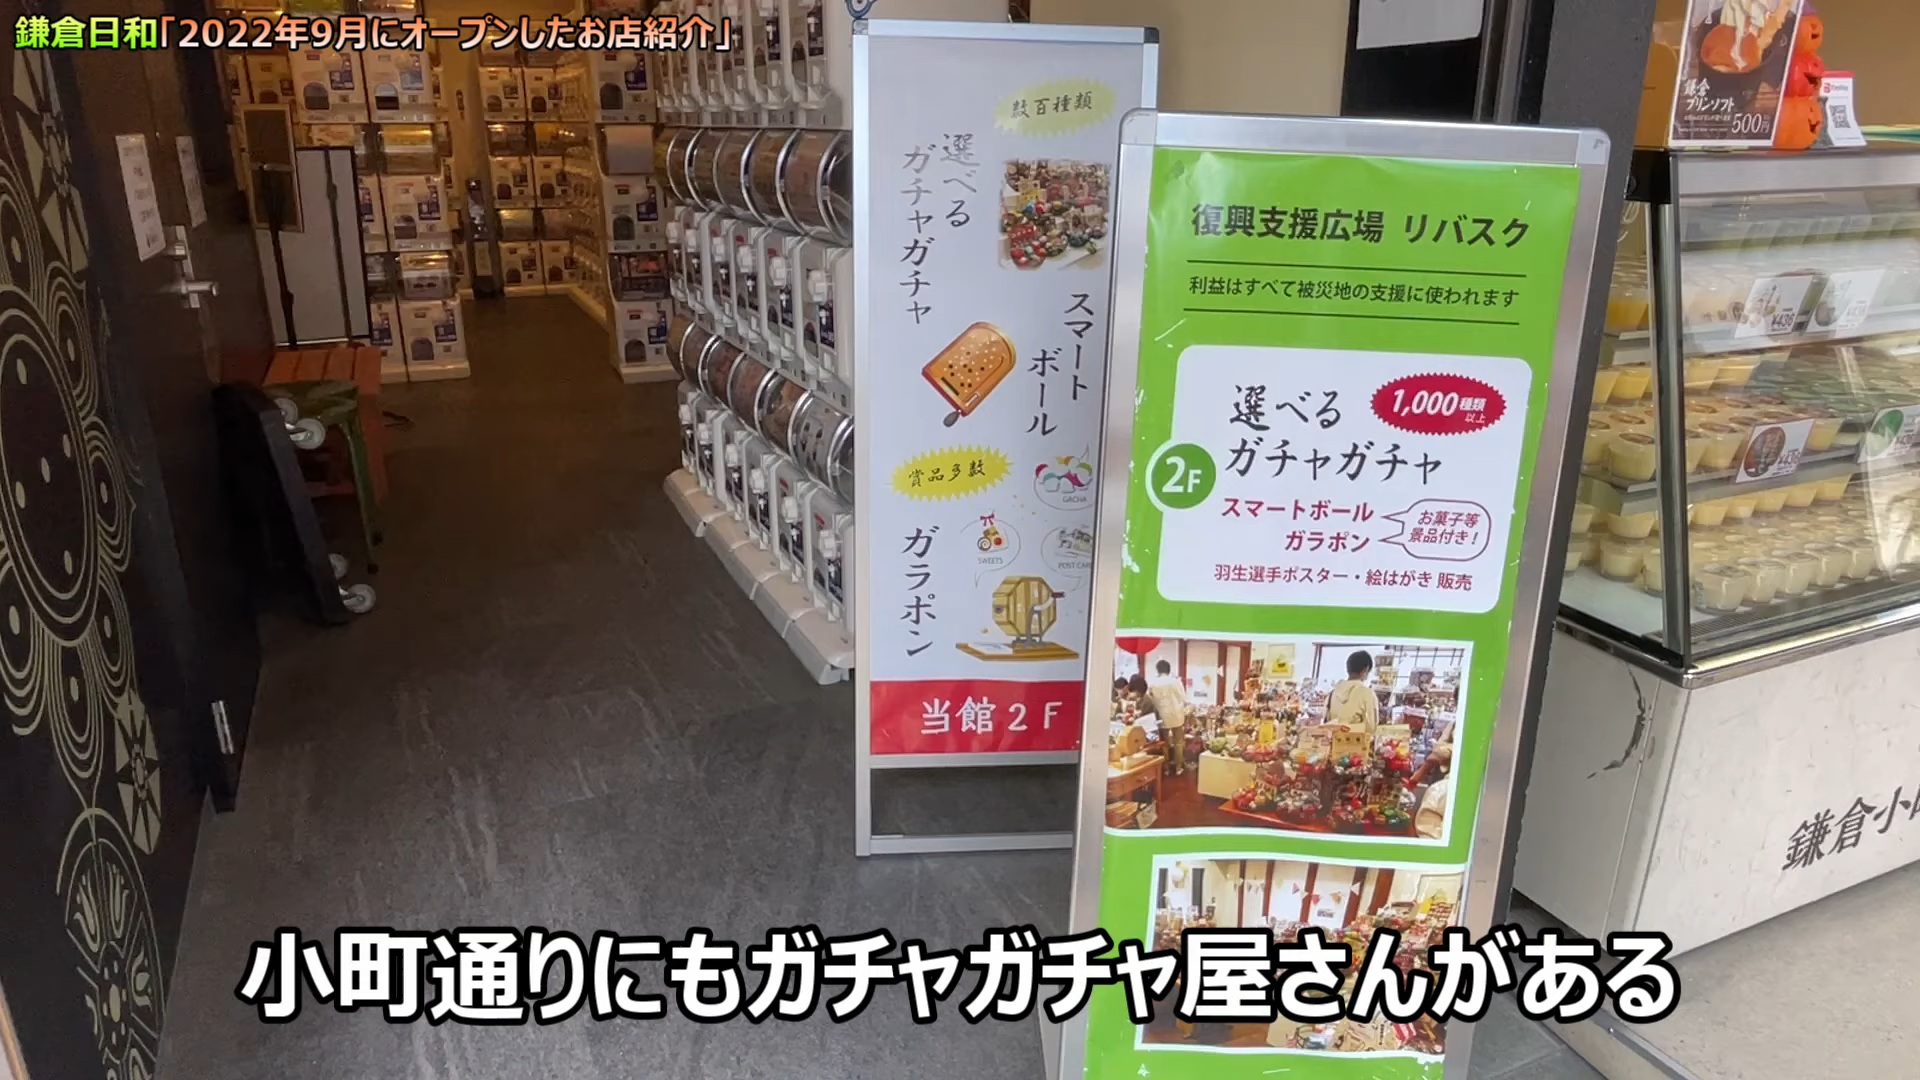 鎌倉日和「2022年9月にオープンしたお店紹介」
数百種類
選べる
ガチャガチャ
スマート
ボール
賞品多数
GACHA
SWEETS
ガラポン
当館2F
復興支援広場 リバスク
利益はすべて被災地の支援に使われます
選べる
1,000種類
以上
2F
ガチャガチャ
スマートボール
ガラポン
お菓子等
景品付き!
羽生選手ポスター・絵はがき 販売
鎌倉
プリンソフト
500円
鎌倉小
小町通りにもガチャガチャ屋さんがある